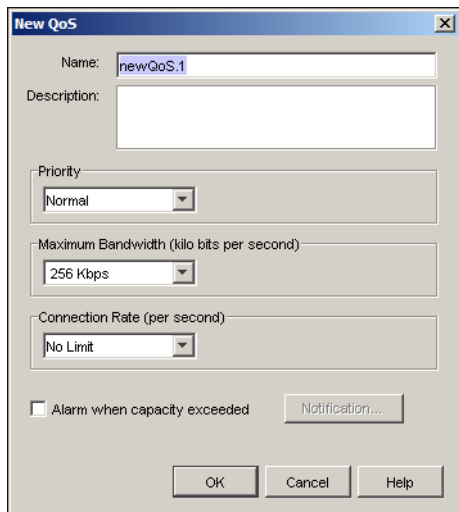 New QoS
Name: newQoS.1
Description:
Priority
Normal
Maximum Bandwidth (kilo bits per second)
256 Kbps
Connection Rate (per second)
No Limit
Alarm when capacity exceeded Notification...
OK Cancel Help